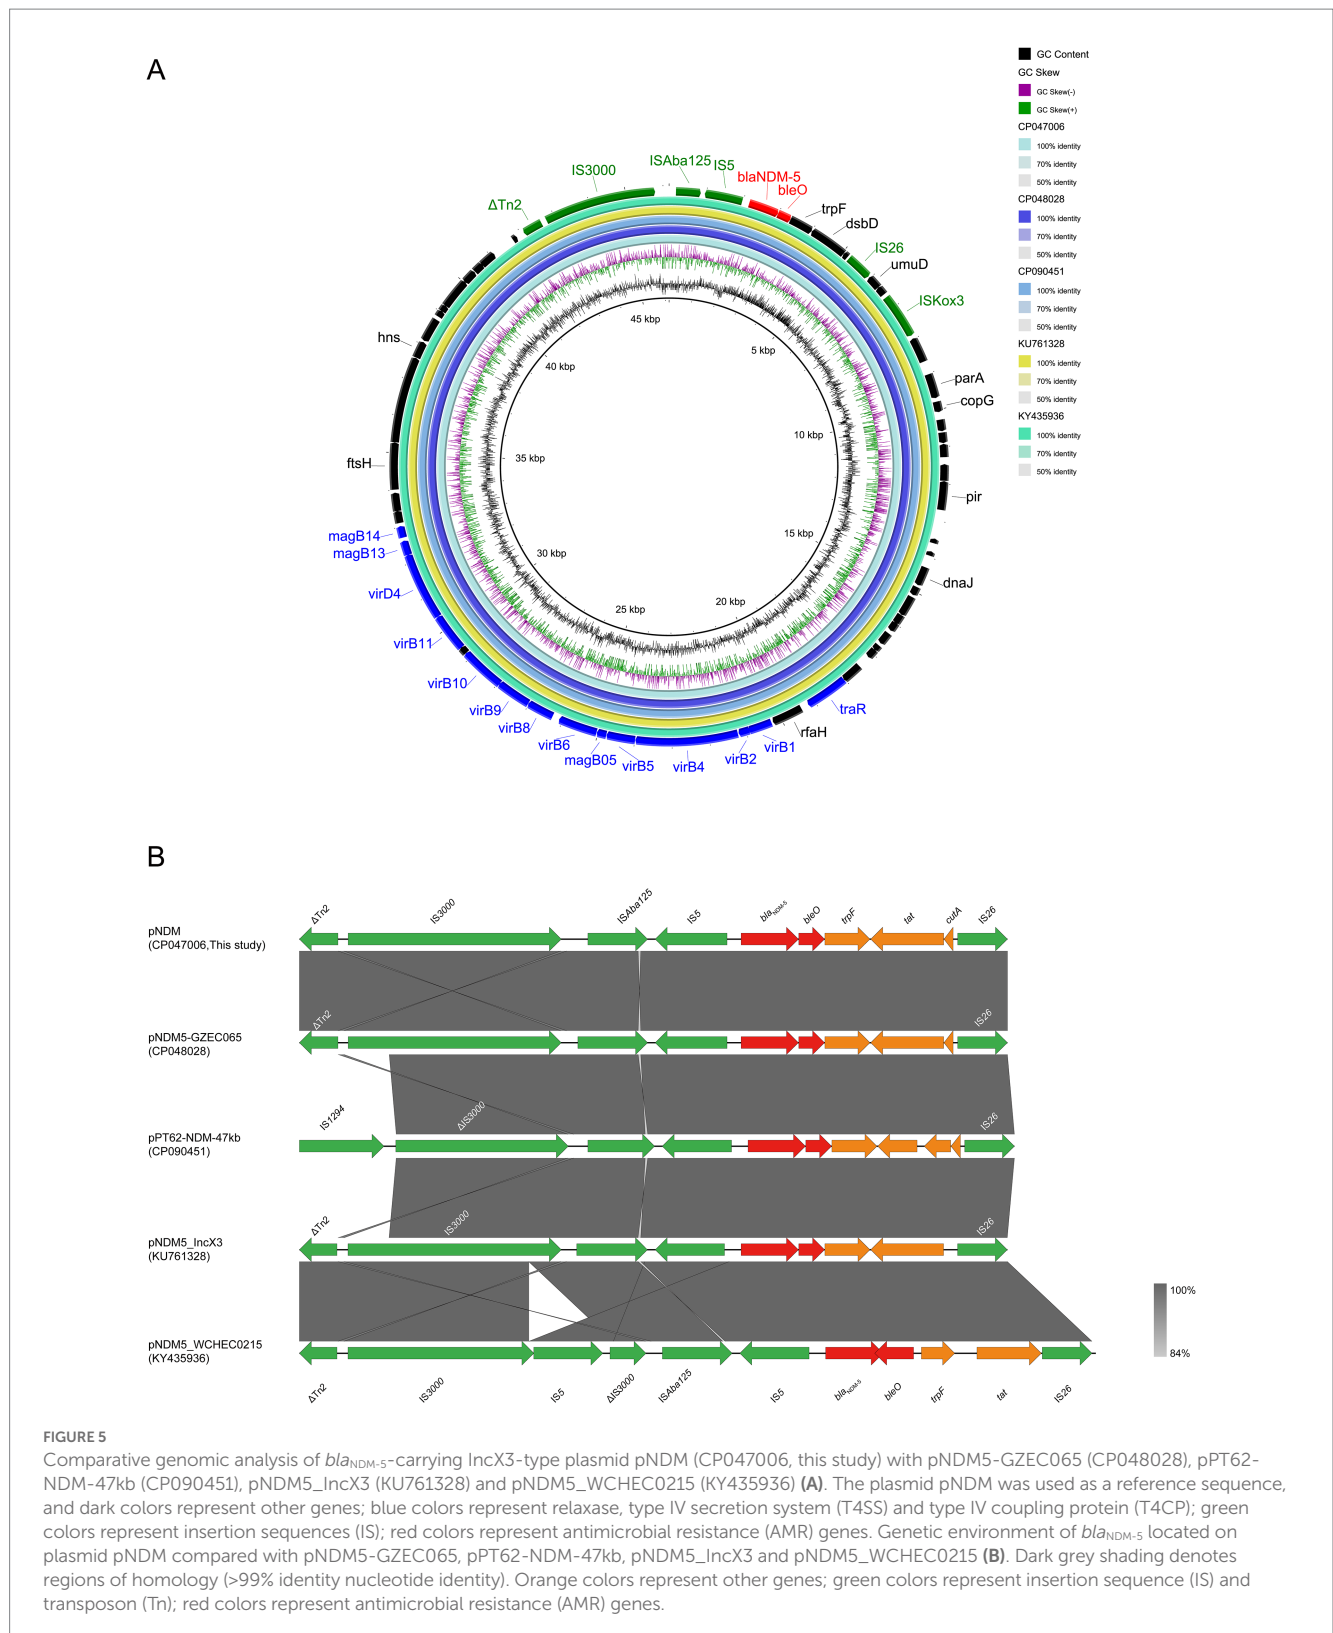 A
GC Content
GC Skew
GC Skew(-)
GC Skew(+)
CP047006
100% identity
70% identity
50% identity
CP048028
100% identity
70% identity
50% identity
CP090451
100% identity
70% identity
50% identity
KU761328
100% identity
70% identity
50% identity
KY435936
100% identity
70% identity
50% identity
ISAba125
IS5
IS3000
blaNDM-5
bleO
ΔTn2
trpF
dsbD
IS26
umuD
ISKox3
hns
parA
copG
ftsH
pir
magB14
magB13
dnaJ
virD4
virB11
virB10
virB9
traR
virB8
rfaH
virB6
virB1
magB05
virB2
virB5
virB4
45 kbp
5 kbp
40 kbp
10 kbp
35 kbp
15 kbp
30 kbp
20 kbp
25 kbp
B
ΔTn2 IS3000 ISAba125 IS5 blaNDM-5 bleO trpF tat cutA IS26
pNDM
(CP047006,This study)
ΔTn2 IS26
pNDM5-GZEC065
(CP048028)
IS1294 ΔIS3000 IS26
pPT62-NDM-47kb
(CP090451)
ΔTn2 IS3000 IS26
pNDM5_IncX3
(KU761328)
100%
84%
pNDM5_WCHEC0215
(KY435936)
ΔTn2 IS3000 IS5 ΔIS3000 ISAba125 IS5 blaNDM-5 bleO trpF tat IS26
FIGURE 5
Comparative genomic analysis of blaNDM-5-carrying IncX3-type plasmid pNDM (CP047006, this study) with pNDM5-GZEC065 (CP048028), pPT62-
NDM-47kb (CP090451), pNDM5_IncX3 (KU761328) and pNDM5_WCHEC0215 (KY435936) (A). The plasmid pNDM was used as a reference sequence,
and dark colors represent other genes; blue colors represent relaxase, type IV secretion system (T4SS) and type IV coupling protein (T4CP); green
colors represent insertion sequences (IS); red colors represent antimicrobial resistance (AMR) genes. Genetic environment of blaNDM-5 located on
plasmid pNDM compared with pNDM5-GZEC065, pPT62-NDM-47kb, pNDM5_IncX3 and pNDM5_WCHEC0215 (B). Dark grey shading denotes
regions of homology (>99% identity nucleotide identity). Orange colors represent other genes; green colors represent insertion sequence (IS) and
transposon (Tn); red colors represent antimicrobial resistance (AMR) genes.